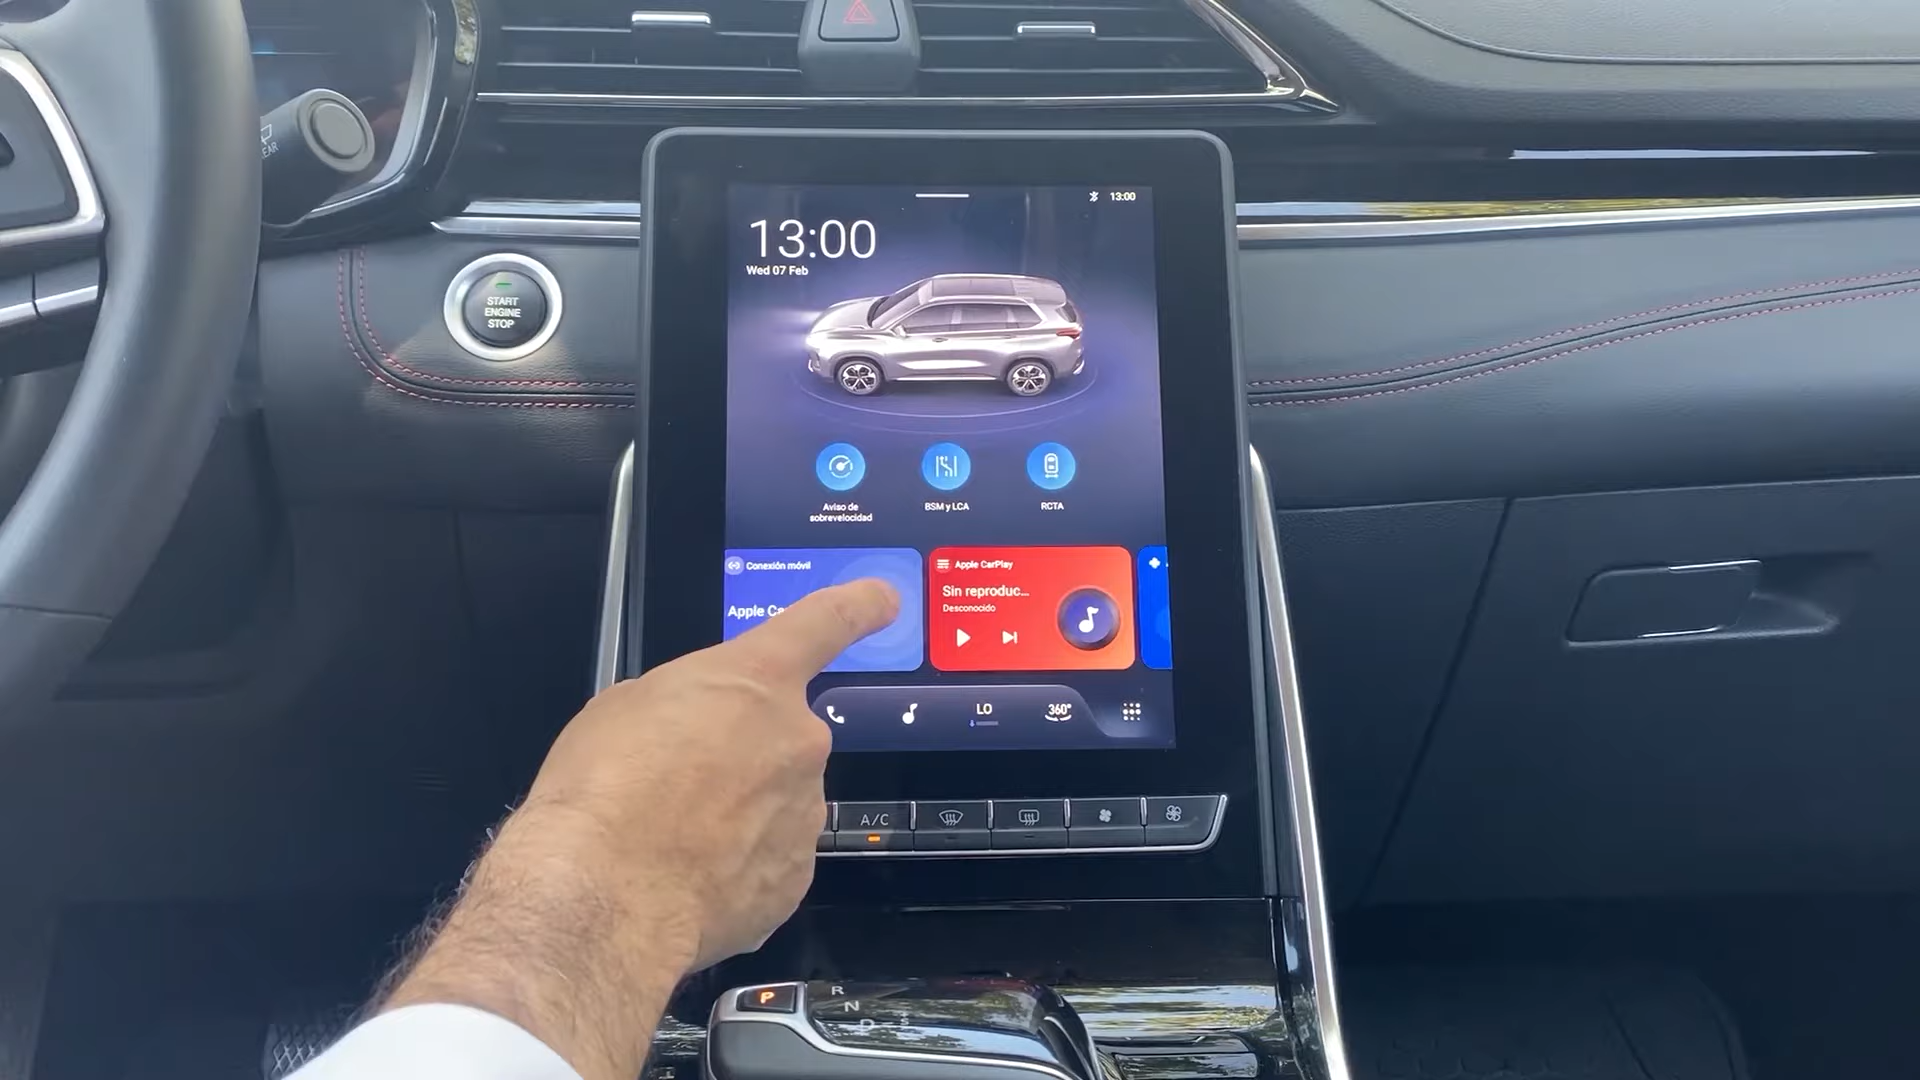 EAR
START
ENGINE
STOP
13:00
13:00
Wed 07 Feb
Aviso de
sobrevelocidad
BSM y LCA
RCTA
Conexión móvil
Apple Ca
Apple CarPlay
Sin reproduc...
Desconocido
LO
360°
A/C
P
R
N
D